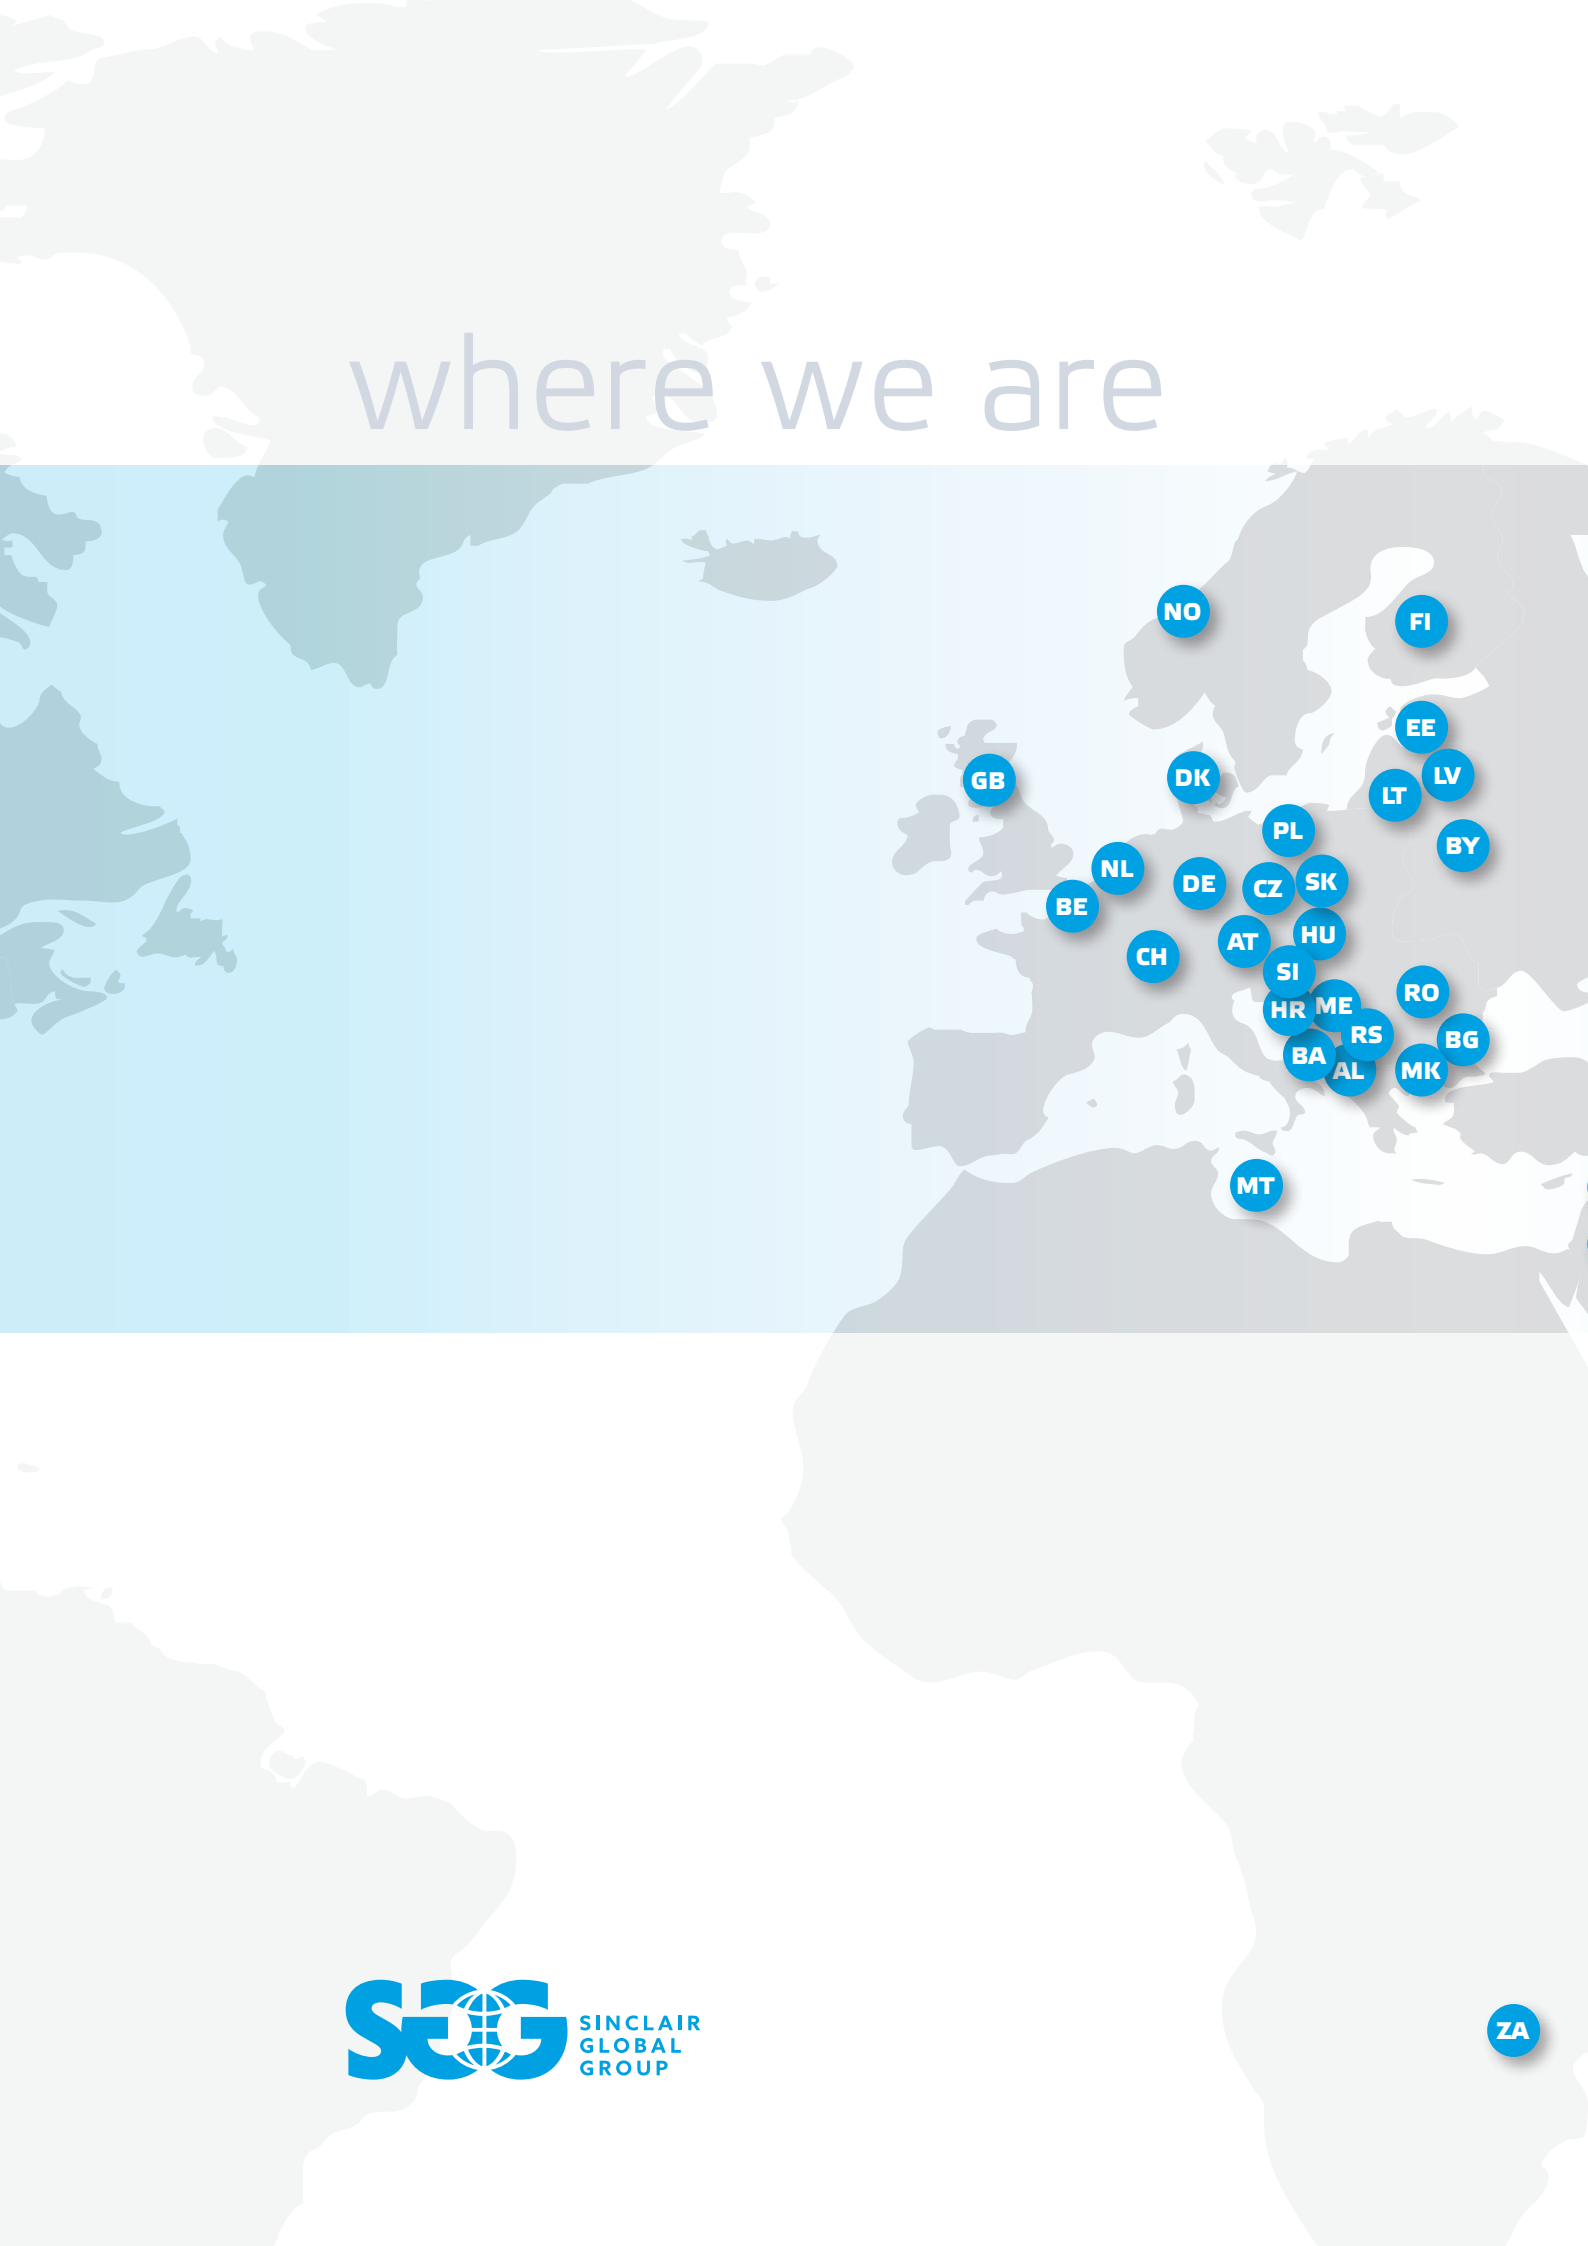 where we are
NO
FI
EE
GB
DK
LV
LT
PL
BY
NL
DE
CZ
SK
BE
AT
HU
CH
SI
RO
HR
ME
RS
BG
BA
AL
MK
MT
SGG
SINCLAIR
GLOBAL
GROUP
ZA